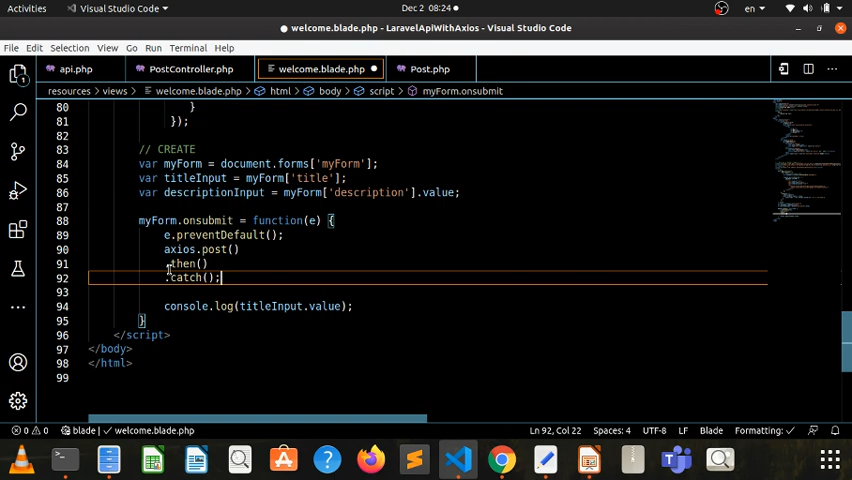 Activities Visual Studio Code Dec 2 08:24 en
welcome.blade.php - LaravelApiWithAxios - Visual Studio Code
File Edit Selection View Go Run Terminal Help
api.php PostController.php welcome.blade.php Post.php
resources > views > welcome.blade.php > html > body > script > myForm.onsubmit
80 }
81 });
82
83 // CREATE
84 var myForm = document.forms['myForm'];
85 var titleInput = myForm['title'];
86 var descriptionInput = myForm['description'].value;
87
88 myForm.onsubmit = function(e) {
89 e.preventDefault();
90 axios.post()
91 .then()
92 .catch();
93
94 console.log(titleInput.value);
95 }
96 </script>
97 </body>
98 </html>
99
0 0 blade welcome.blade.php Ln 92, Col 22 Spaces: 4 UTF-8 LF Blade Formatting: ✓